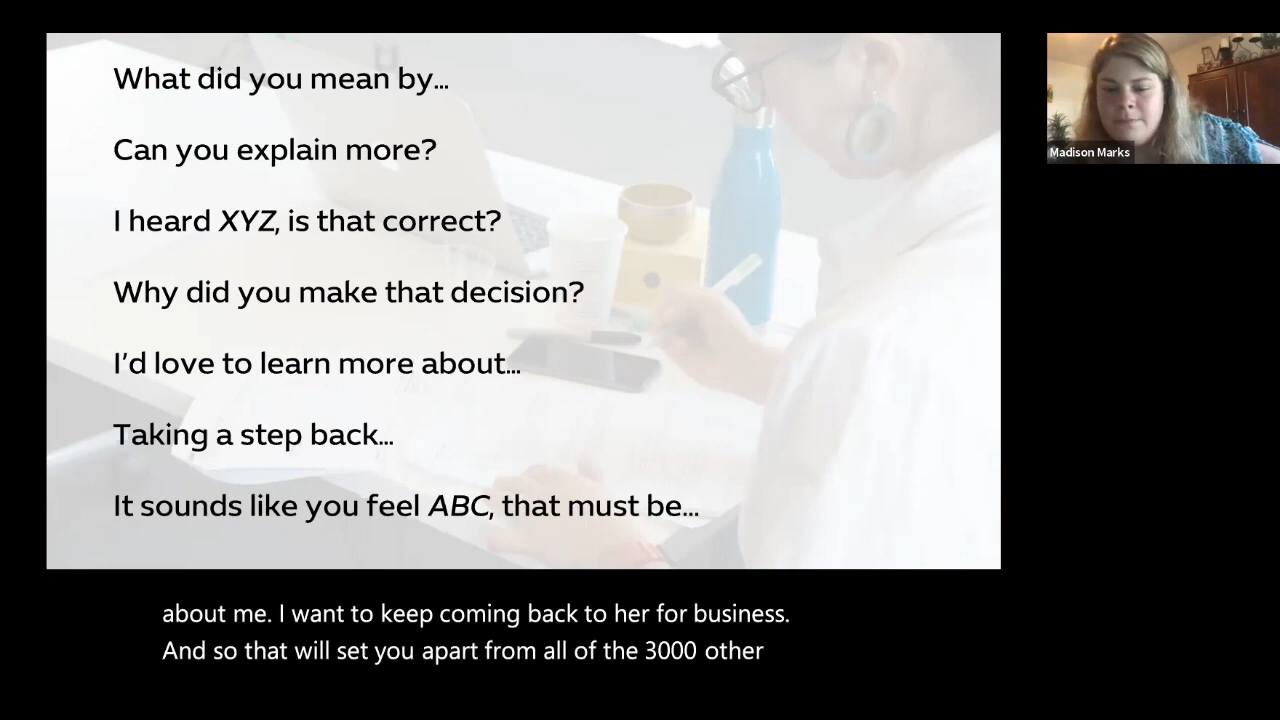 What did you mean by...
Can you explain more?
I heard XYZ, is that correct?
Why did you make that decision?
I'd love to learn more about...
Taking a step back...
It sounds like you feel ABC, that must be...
Madison Marks
about me. I want to keep coming back to her for business.
And so that will set you apart from all of the 3000 other